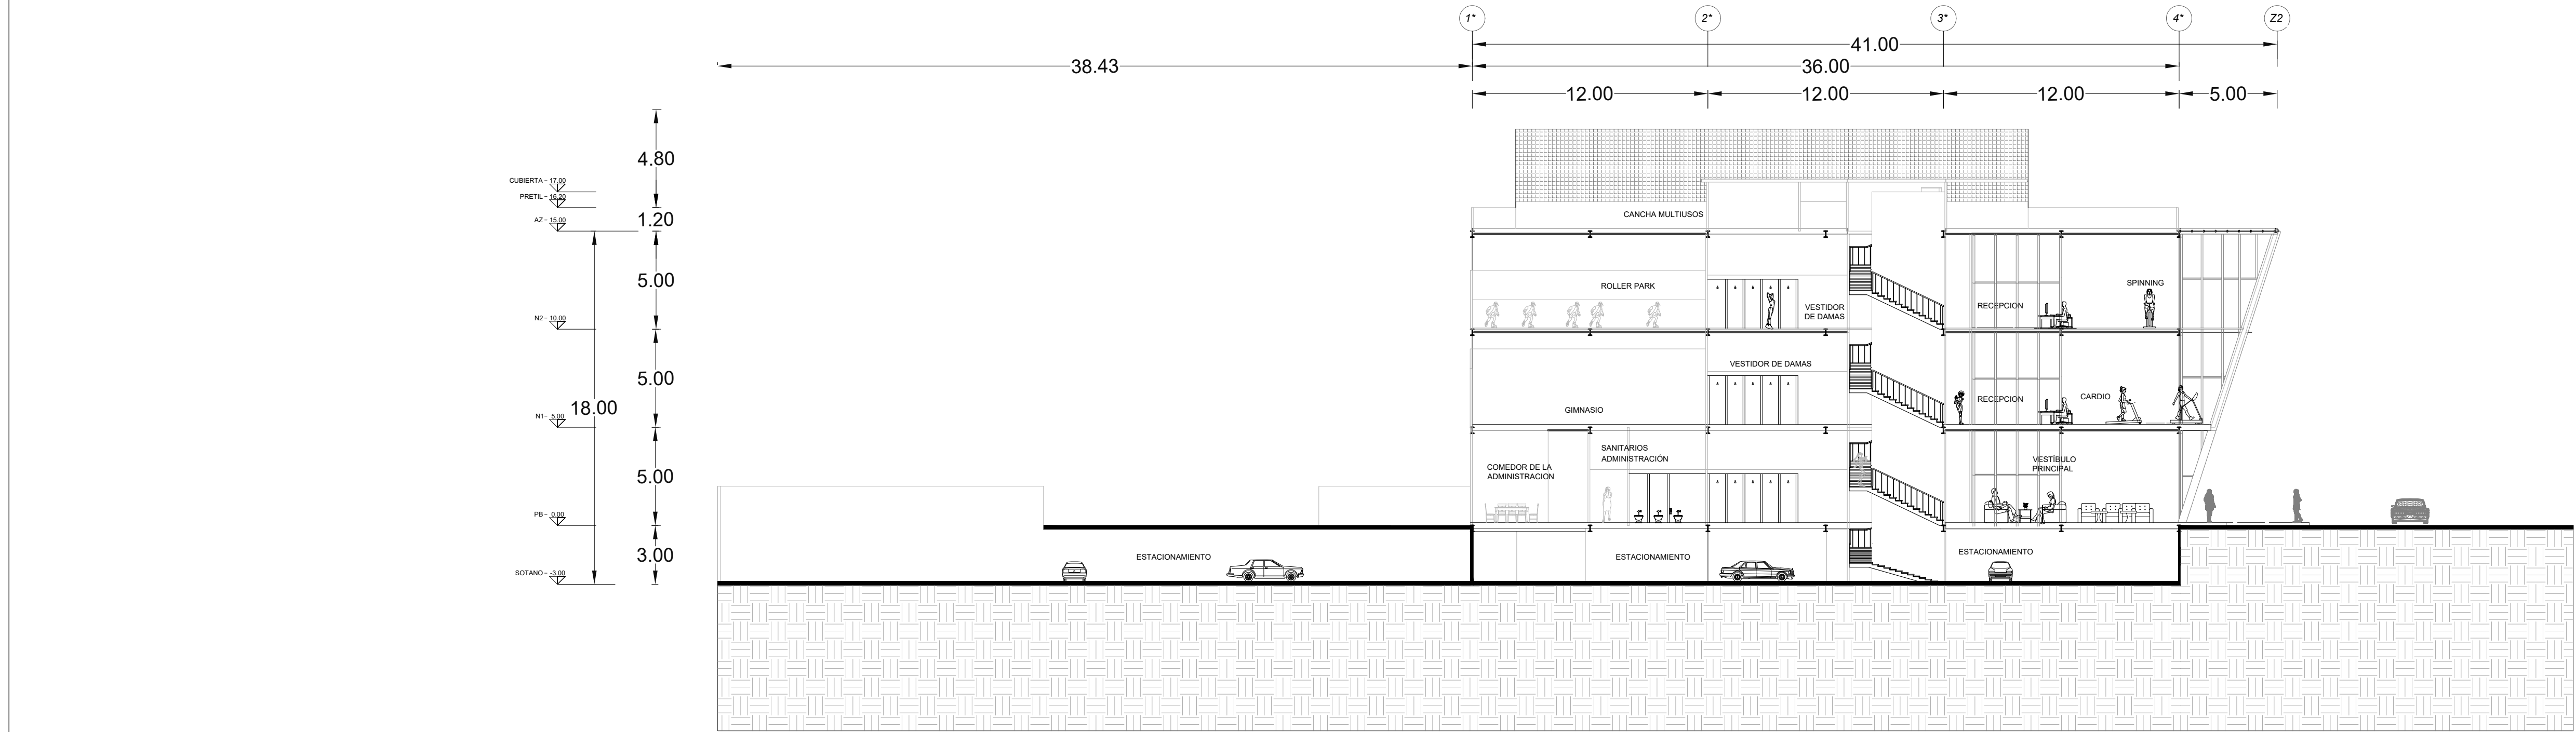 1*
2*
3*
4*
Z2
41.00
38.43
36.00
12.00
12.00
12.00
5.00
4.80
CUBIERTA - 17.00
PRETIL - 16.20
1.20
AZ - 15.00
CANCHA MULTIUSOS
5.00
ROLLER PARK
SPINNING
VESTIDOR
DE DAMAS
RECEPCION
N2 - 10.00
5.00
VESTIDOR DE DAMAS
RECEPCION
CARDIO
18.00
GIMNASIO
N1 - 5.00
5.00
SANITARIOS
ADMINISTRACIÓN
COMEDOR DE LA
ADMINISTRACION
VESTÍBULO
PRINCIPAL
PB - 0.00
3.00
ESTACIONAMIENTO
ESTACIONAMIENTO
ESTACIONAMIENTO
SOTANO - -3.00